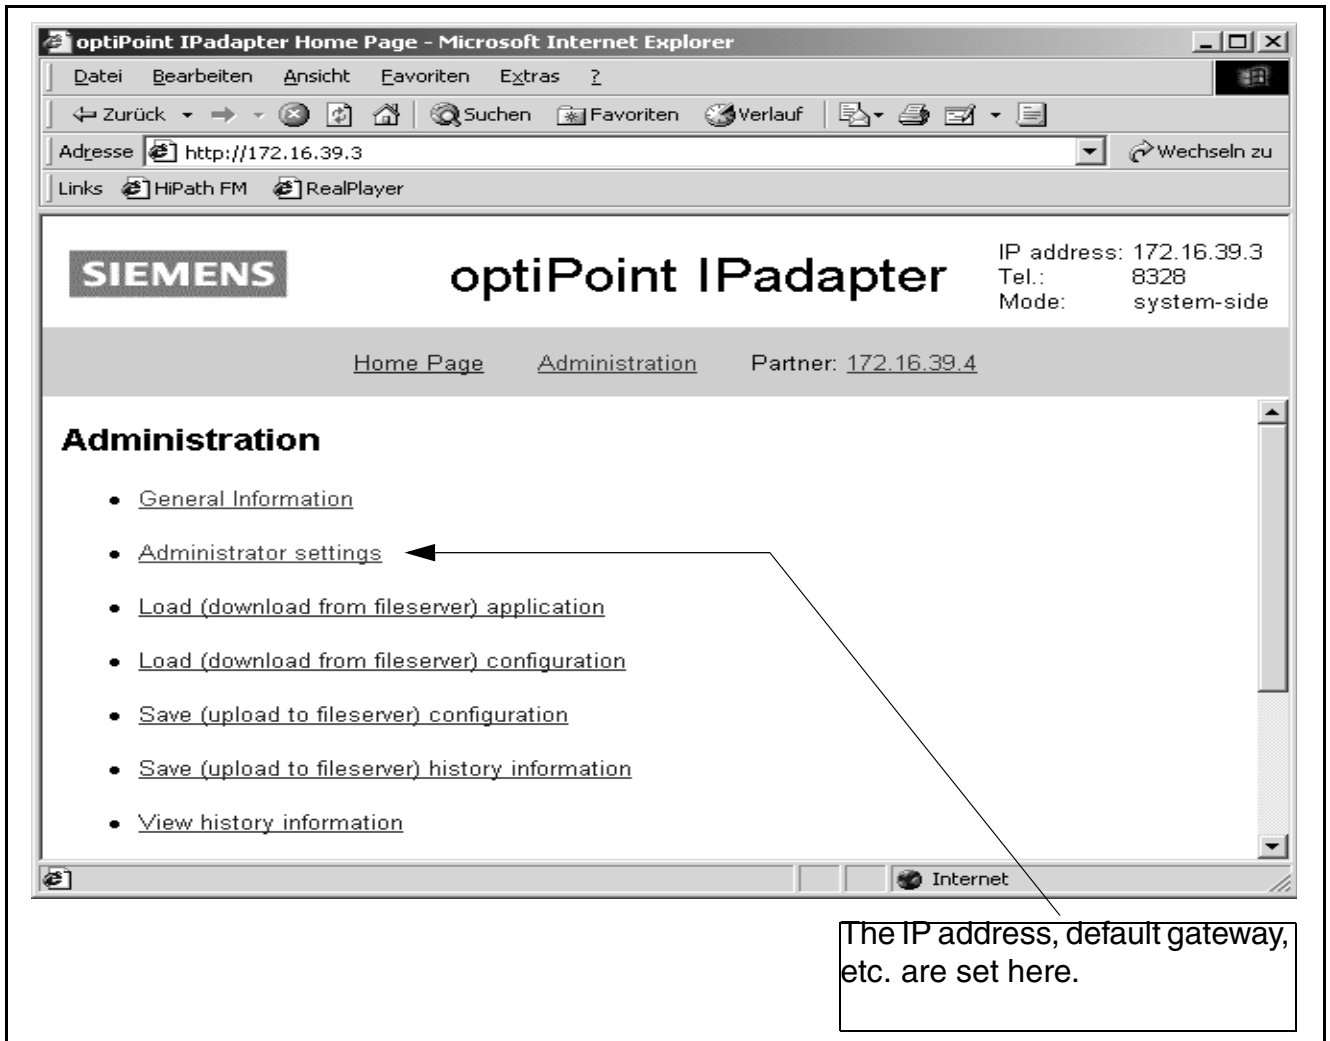 optiPoint IPadapter Home Page - Microsoft Internet Explorer
Datei Bearbeiten Ansicht Favoriten Extras ?
Zurück Suchen Favoriten Verlauf
Adresse http://172.16.39.3 Wechseln zu
Links HiPath FM RealPlayer
SIEMENS
optiPoint IPadapter
IP address: 172.16.39.3
Tel.: 8328
Mode: system-side
Home Page Administration Partner: 172.16.39.4
Administration
• General Information
• Administrator settings
• Load (download from fileserver) application
• Load (download from fileserver) configuration
• Save (upload to fileserver) configuration
• Save (upload to fileserver) history information
• View history information
Internet
The IP address, default gateway,
etc. are set here.